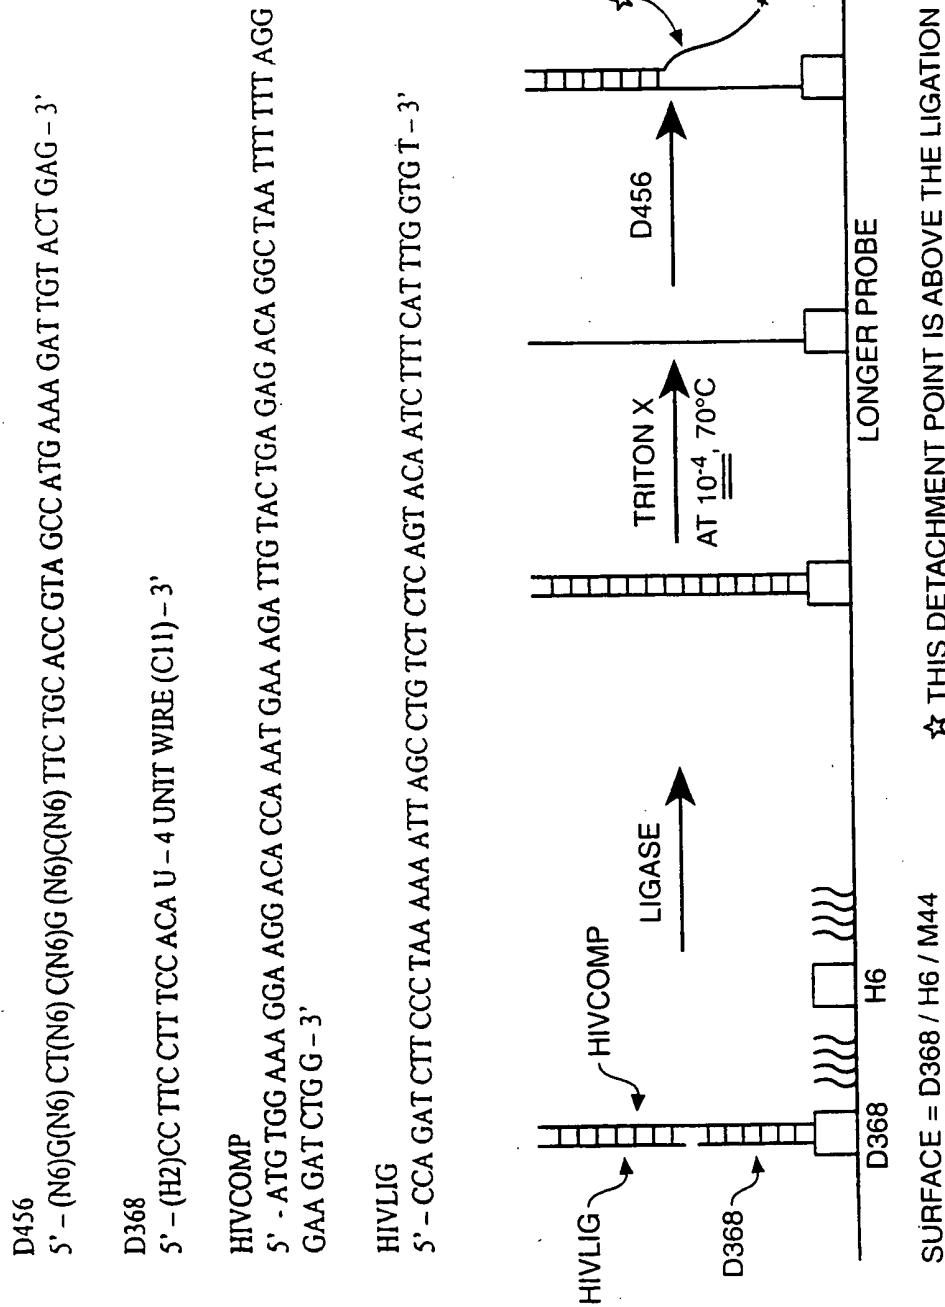 D456
5' – (N6)G(N6) CT(N6) C(N6)G (N6)C(N6) TTC TGC ACC GTA GCC ATG AAA GAT TGT ACT GAG – 3'
D368
5' – (H2)CC TTC CTT TCC ACA U – 4 UNIT WIRE (C11) – 3'
HIVCOMP
5' - ATG TGG AAA GGA AGG ACA CCA AAT GAA AGA TTG TAC TGA GAG ACA GGC TAA TTT TTT AGG
GAA GAT CTG G – 3'
HIVLIG
5' – CCA GAT CTT CCC TAA AAA ATT AGC CTG TCT CTC AGT ACA ATC TTT CAT TTG GTG T – 3'
HIVLIG
HIVCOMP
D368
LIGASE
TRITON X
AT 10-4, 70°C
D456
D368
H6
LONGER PROBE
SURFACE = D368 / H6 / M44
☆ THIS DETACHMENT POINT IS ABOVE THE LIGATION